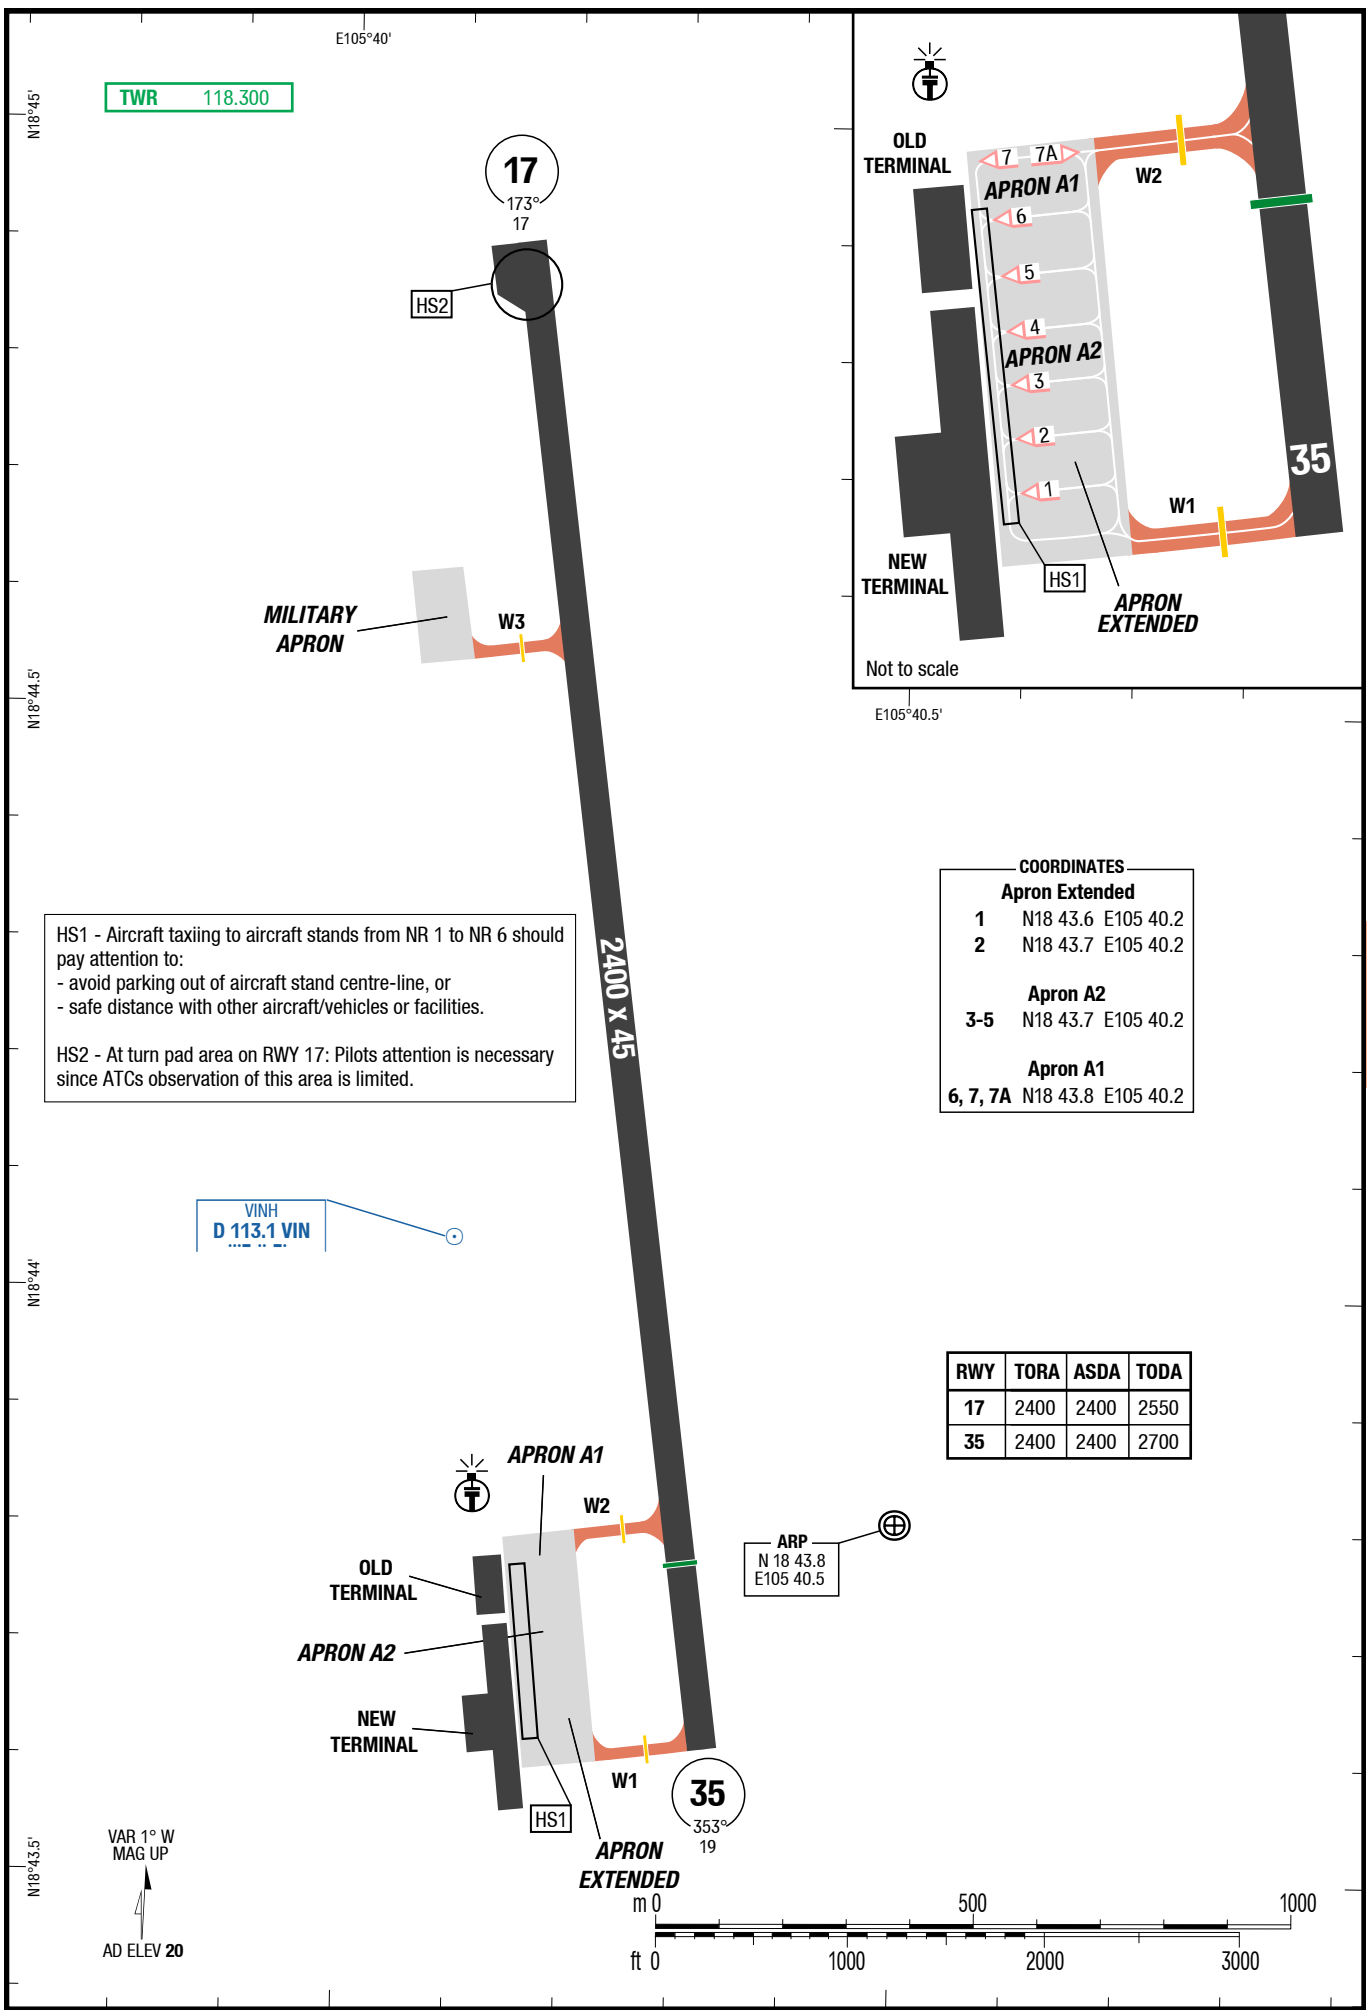 E105°40'
N18°45'
TWR 118.300
17
173°
17
HS2
MILITARY
APRON
W3
N18°44.5'
OLD
TERMINAL
7 7A
APRON A1
W2
6
5
4
APRON A2
3
2
35
1
W1
NEW
TERMINAL
HS1
APRON
EXTENDED
Not to scale
E105°40.5'
2400 x 45
HS1 - Aircraft taxiing to aircraft stands from NR 1 to NR 6 should
pay attention to:
- avoid parking out of aircraft stand centre-line, or
- safe distance with other aircraft/vehicles or facilities.
HS2 - At turn pad area on RWY 17: Pilots attention is necessary
since ATCs observation of this area is limited.
COORDINATES
Apron Extended
1 N18 43.6 E105 40.2
2 N18 43.7 E105 40.2
Apron A2
3-5 N18 43.7 E105 40.2
Apron A1
6, 7, 7A N18 43.8 E105 40.2
VINH
D 113.1 VIN
N18°44'
RWY TORA ASDA TODA
17 2400 2400 2550
35 2400 2400 2700
APRON A1
W2
OLD
TERMINAL
APRON A2
NEW
TERMINAL
ARP
N 18 43.8
E105 40.5
W1
HS1
35
353°
19
APRON
EXTENDED
N18°43.5'
VAR 1° W
MAG UP
AD ELEV 20
m 0 500 1000
ft 0 1000 2000 3000